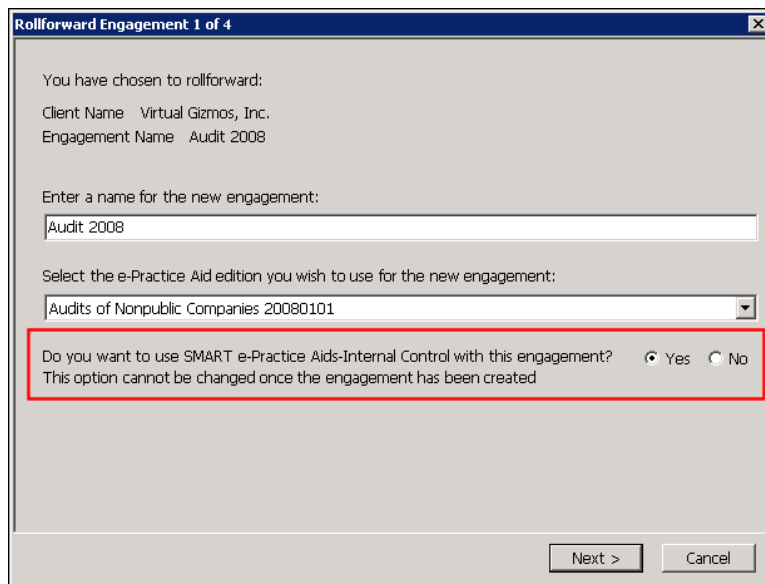 Rollforward Engagement 1 of 4
You have chosen to rollforward:
Client Name Virtual Gizmos, Inc.
Engagement Name Audit 2008
Enter a name for the new engagement:
Audit 2008
Select the e-Practice Aid edition you wish to use for the new engagement:
Audits of Nonpublic Companies 20080101
Do you want to use SMART e-Practice Aids-Internal Control with this engagement? Yes No
This option cannot be changed once the engagement has been created
Next > Cancel